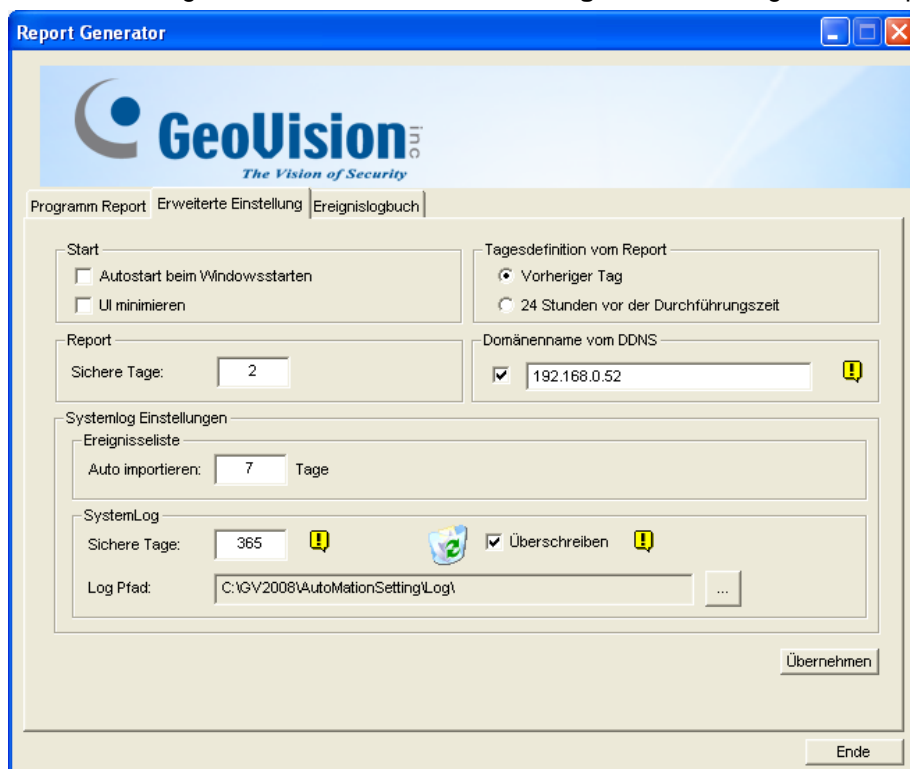 Report Generator
GeoVision inc
The Vision of Security
Programm Report Erweiterte Einstellung Ereignislogbuch
Start
Autostart beim Windowsstarten
UI minimieren
Tagesdefinition vom Report
Vorheriger Tag
24 Stunden vor der Durchführungszeit
Report
Sichere Tage: 2
Domänenname vom DDNS
192.168.0.52
Systemlog Einstellungen
Ereignisseliste
Auto importieren: 7 Tage
SystemLog
Sichere Tage: 365 Überschreiben
Log Pfad: C:\GV2008\AutoMationSetting\Log\ ...
Übernehmen
Ende